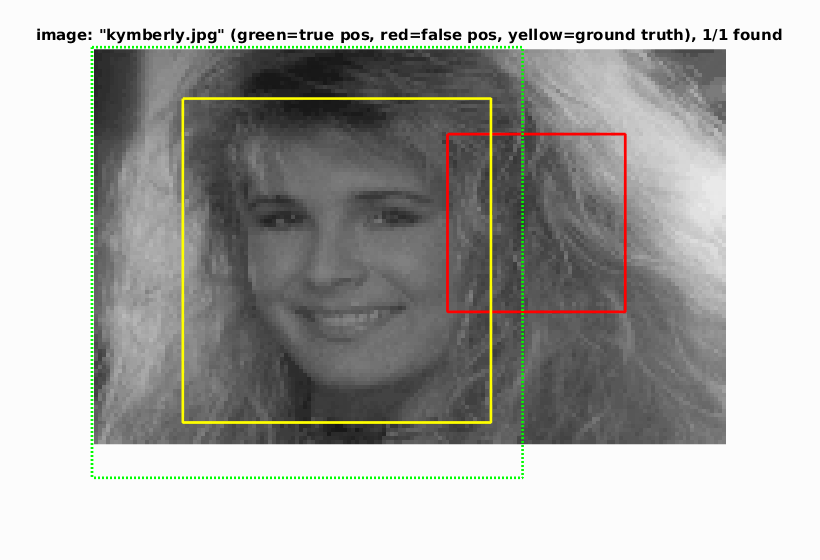 image: "kymberly.jpg" (green=true pos, red=false pos, yellow=ground truth), 1/1 found